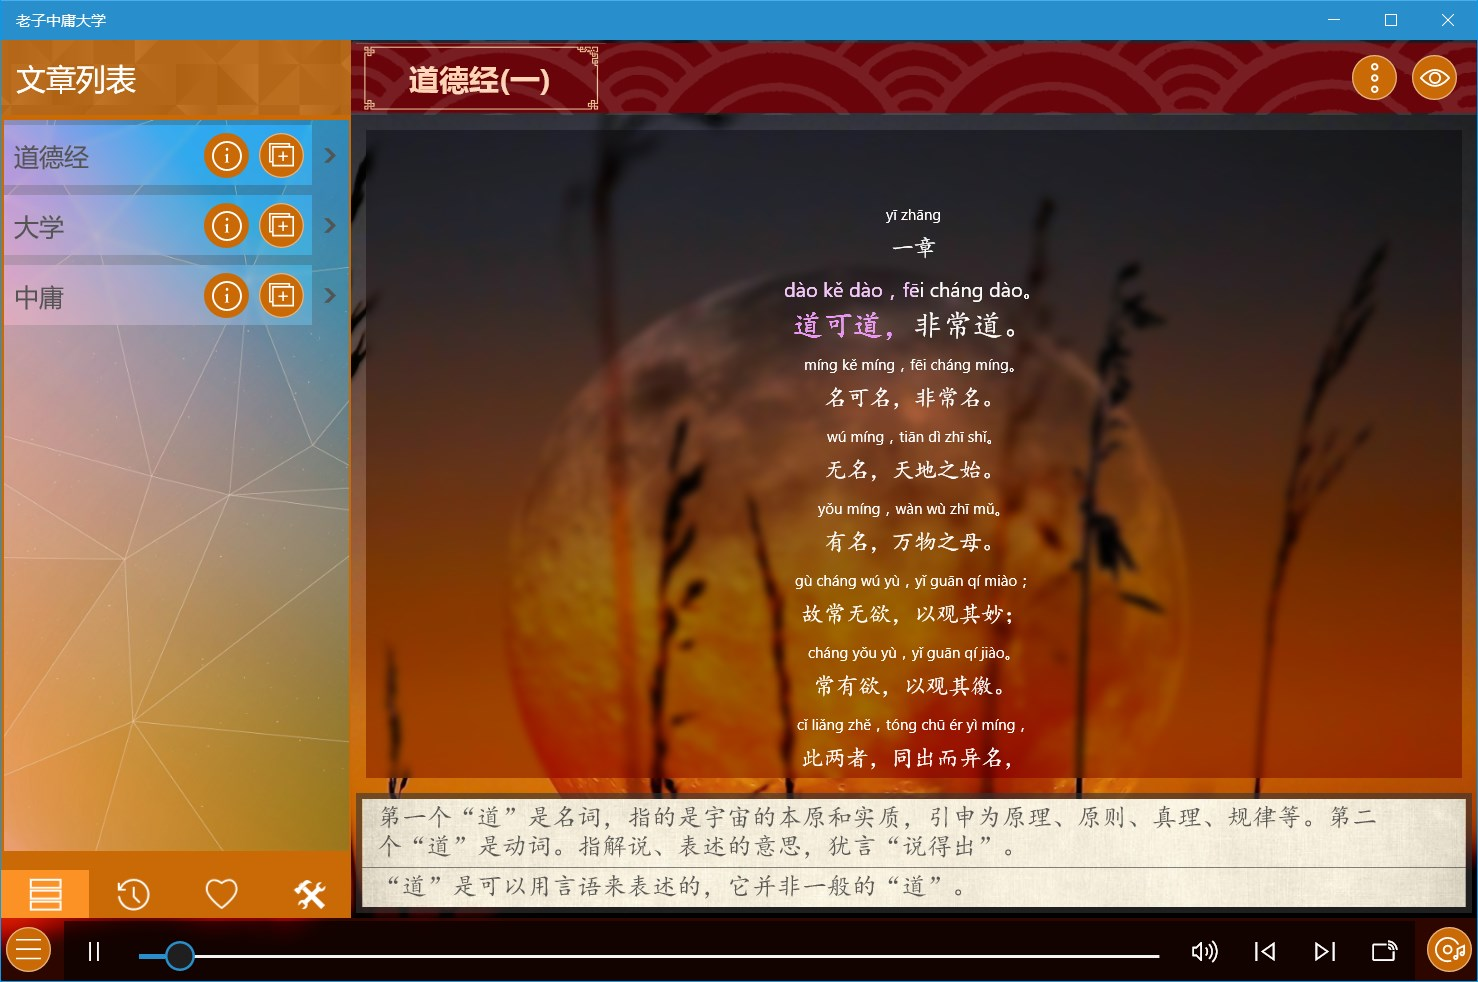 老子中庸大学
文章列表
道德经
大学
中庸
道德经(一)
yī zhāng
一章
dào kě dào，fēi cháng dào。
道可道，非常道。
míng kě míng，fēi cháng míng。
名可名，非常名。
wú míng，tiān dì zhī shǐ。
无名，天地之始。
yǒu míng，wàn wù zhī mǔ。
有名，万物之母。
gù cháng wú yù，yǐ guān qí miào；
故常无欲，以观其妙；
cháng yǒu yù，yǐ guān qí jiào。
常有欲，以观其徼。
cǐ liǎng zhě，tóng chū ér yì míng，
此两者，同出而异名，
第一个“道”是名词，指的是宇宙的本原和实质，引申为原理、原则、真理、规律等。第二
个“道”是动词。指解说、表述的意思，犹言“说得出”。
“道”是可以用言语来表述的，它并非一般的“道”。